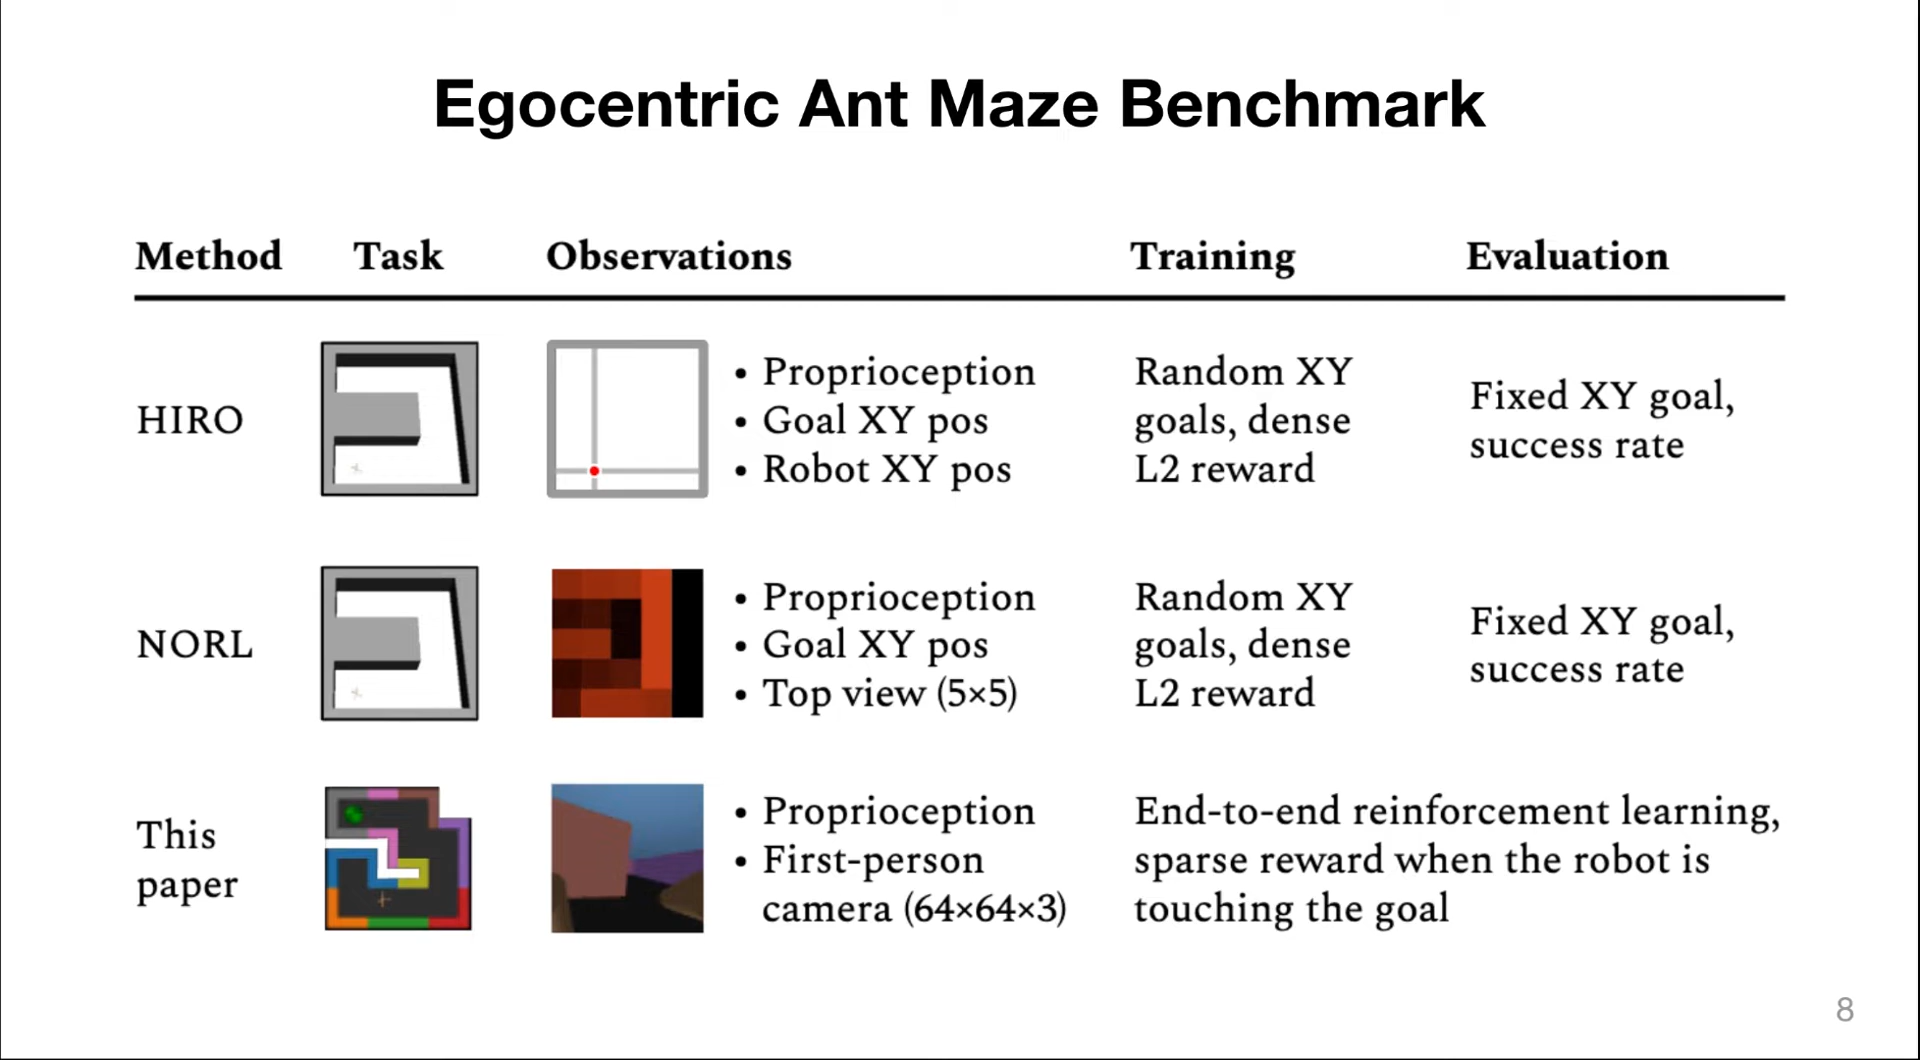 Egocentric Ant Maze Benchmark
Method Task Observations Training Evaluation
HIRO
• Proprioception
• Goal XY pos
• Robot XY pos
Random XY
goals, dense
L2 reward
Fixed XY goal,
success rate
NORL
• Proprioception
• Goal XY pos
• Top view (5×5)
Random XY
goals, dense
L2 reward
Fixed XY goal,
success rate
This
paper
• Proprioception
• First-person
camera (64×64×3)
End-to-end reinforcement learning,
sparse reward when the robot is
touching the goal
8